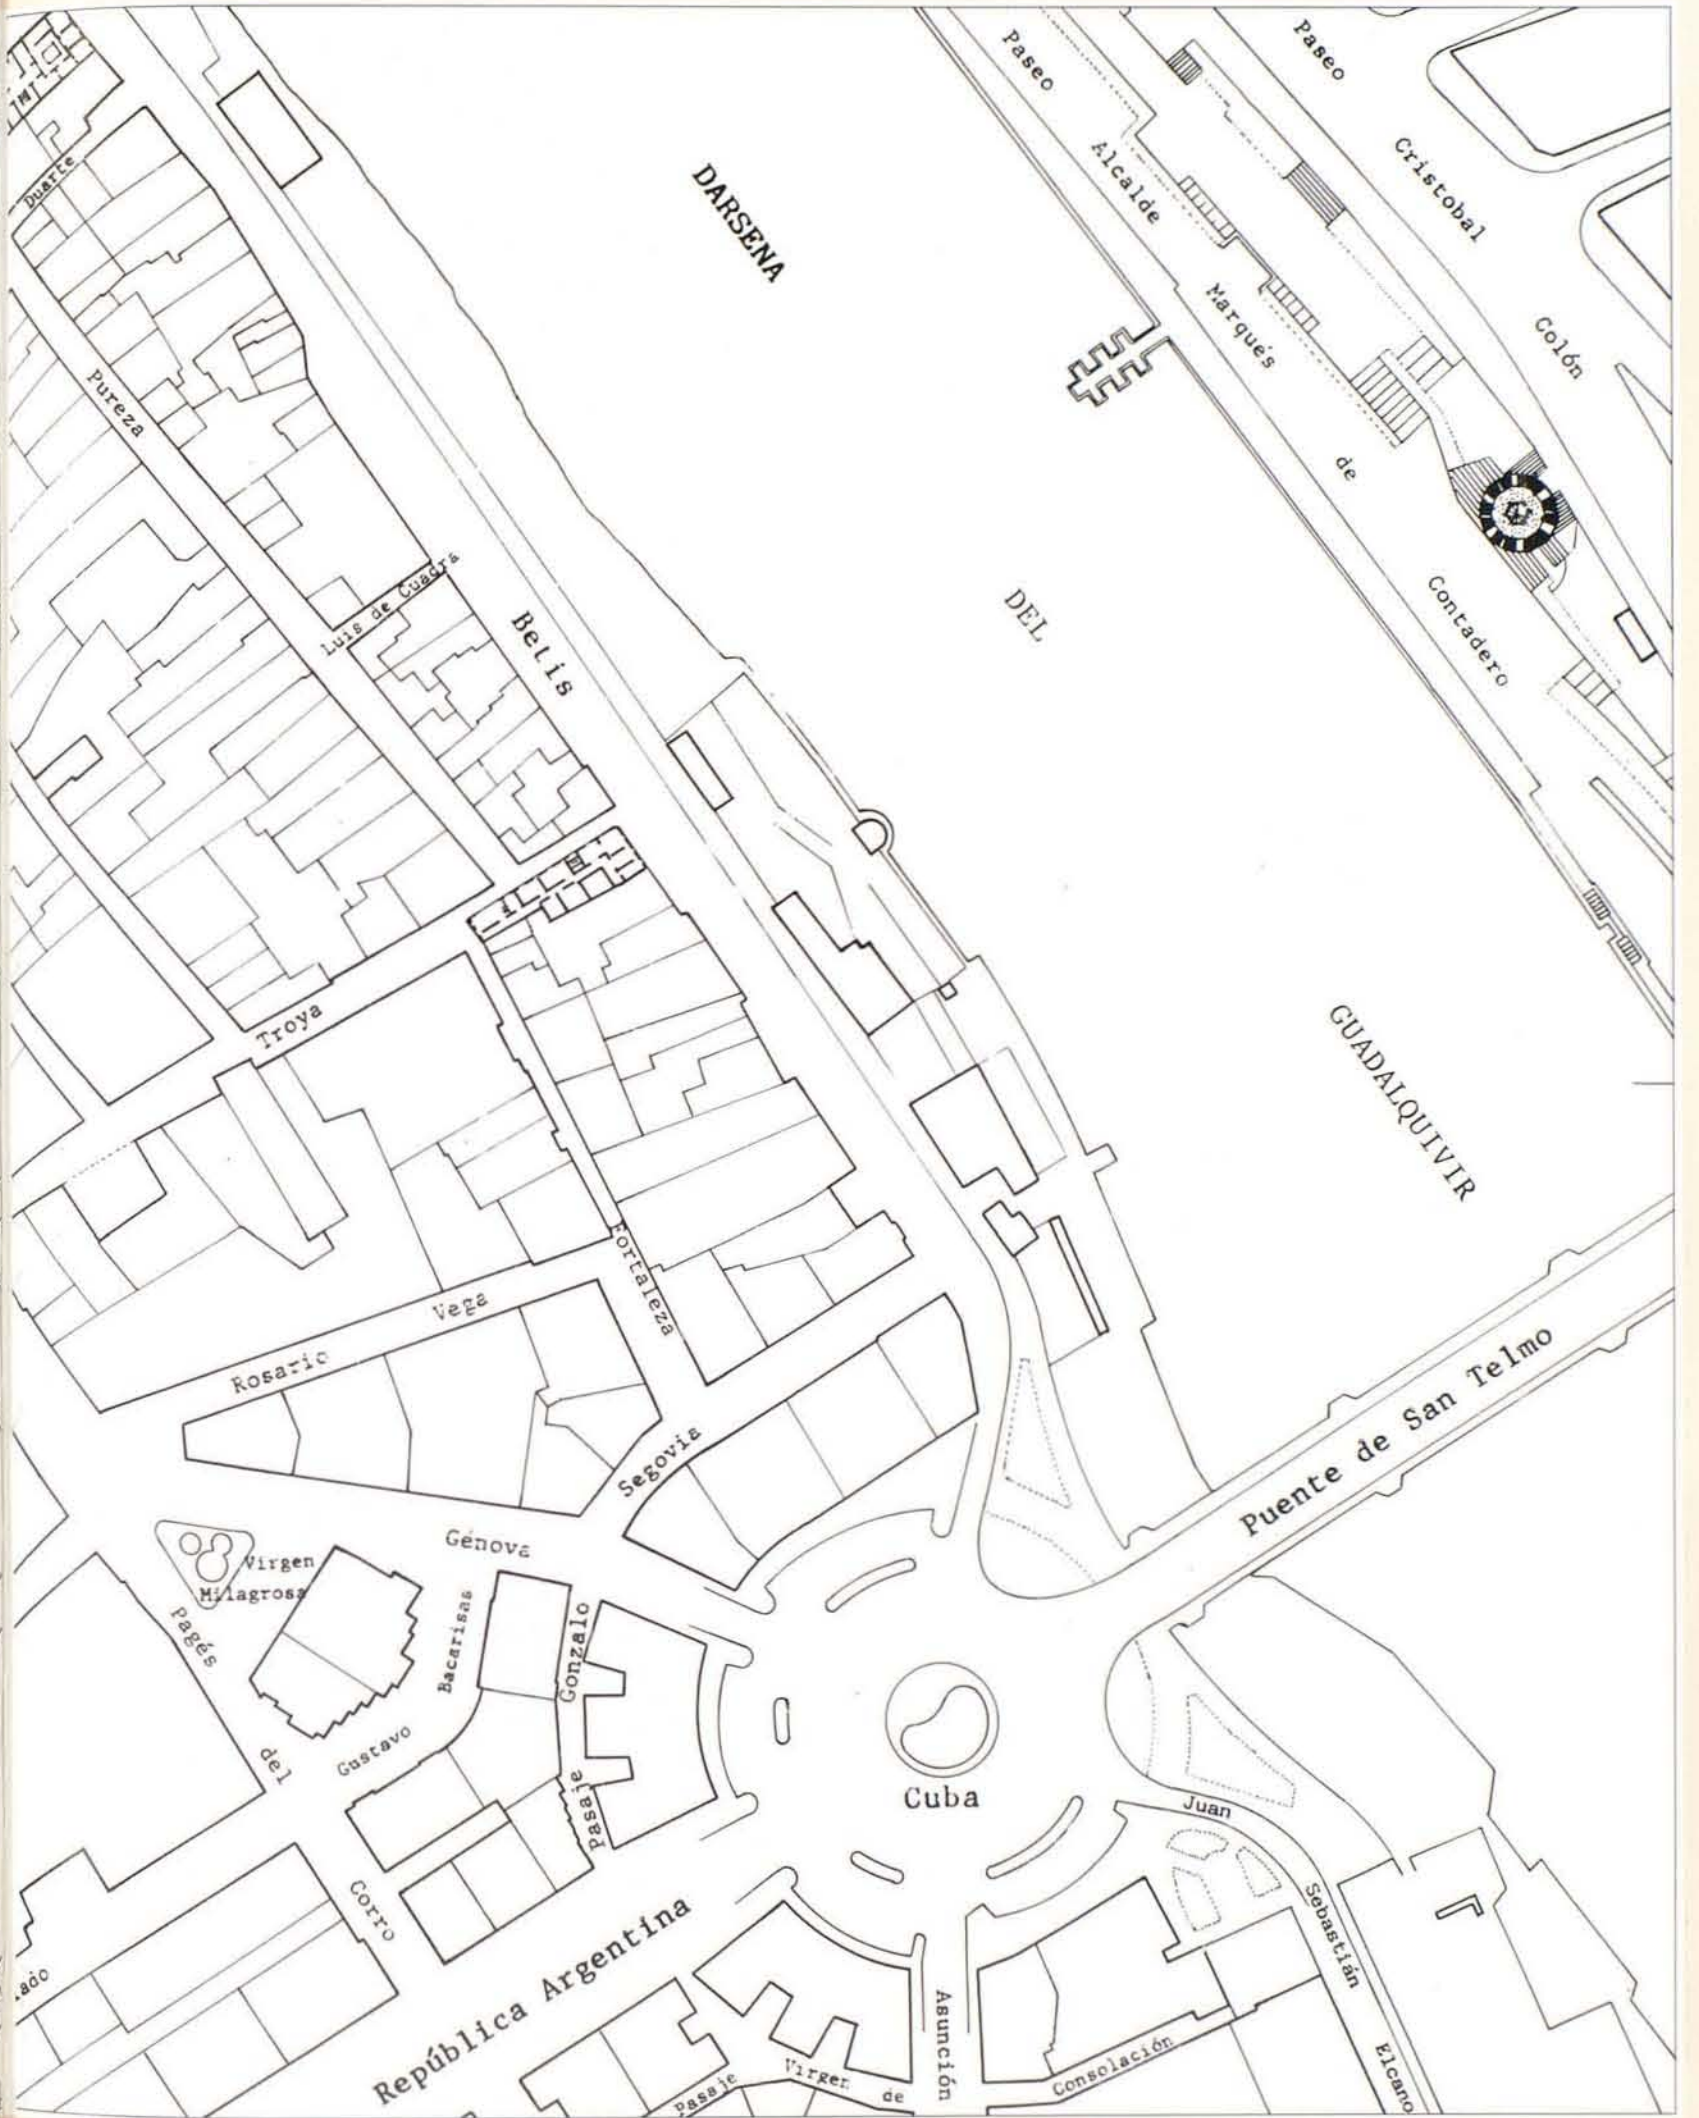 Paseo
Cristobal
Colón
Paseo
Alcalde
Marqués
de
Contadero
DARSENA
DEL
GUADALQUIVIR
Duarte
Pureza
Luis de Cuadra
Betis
Troya
Fortaleza
Rosario Vega
Segovia
Génova
Virgen
Milagrosa
Pagés
del
Corro
Gustavo
Bacarisas
Pasaje Gonzalo
Puente de San Telmo
Cuba
Juan
Sebastián
Elcano
República Argentina
Asunción
Pasaje Virgen de
Consolación